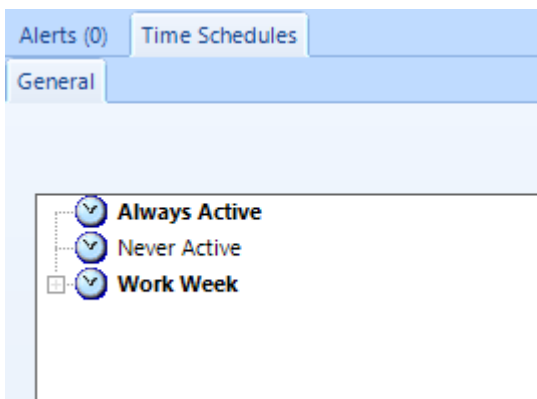 Alerts (0) Time Schedules
General
Always Active
Never Active
Work Week